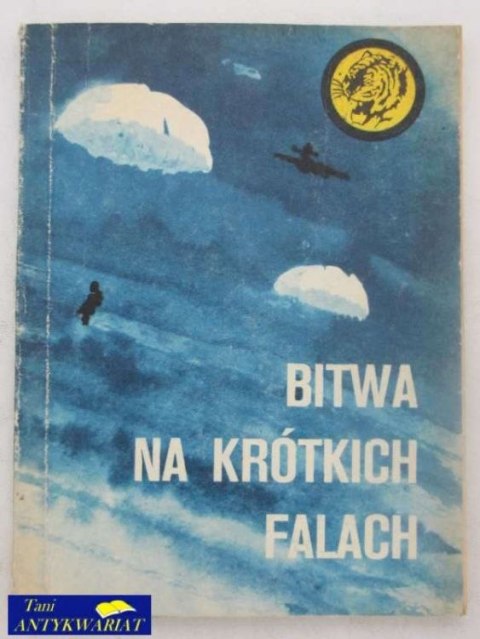 BITWA
NA KRÓTKICH
FALACH
Tani
ANTYKWARIAT